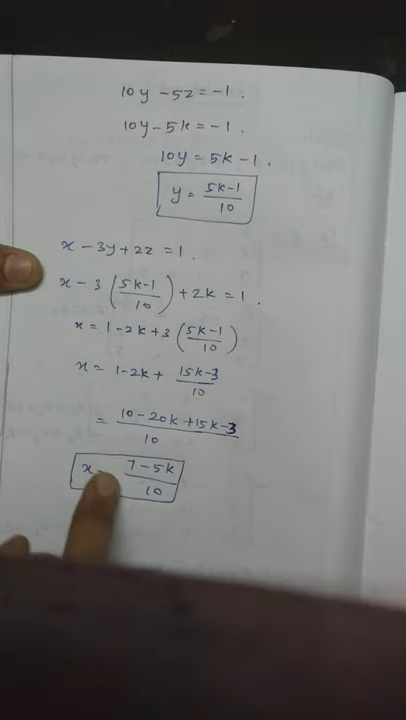 10y - 5z = -1.
10y - 5k = -1.
10y = 5k - 1.
y = 5k-1/10
x - 3y + 2z = 1.
x - 3 (5k-1/10) + 2k = 1.
x = 1-2k+3 (5k-1/10)
x = 1-2k+ 15k-3/10
= 10-20k+15k-3/10
x = 7-5k/10